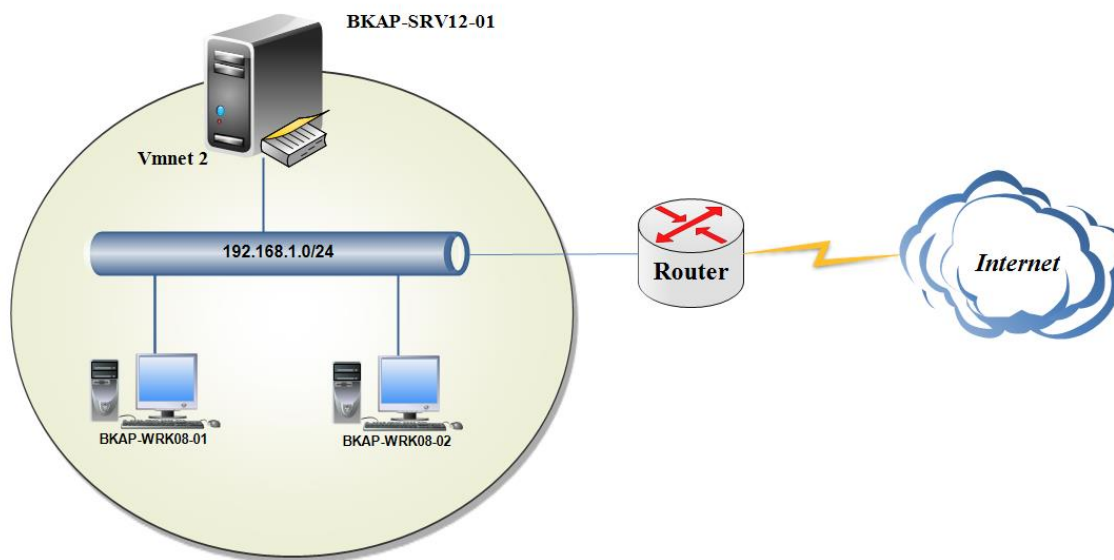 BKAP-SRV12-01
Vmnet 2
192.168.1.0/24
Router
Internet
BKAP-WRK08-01
BKAP-WRK08-02